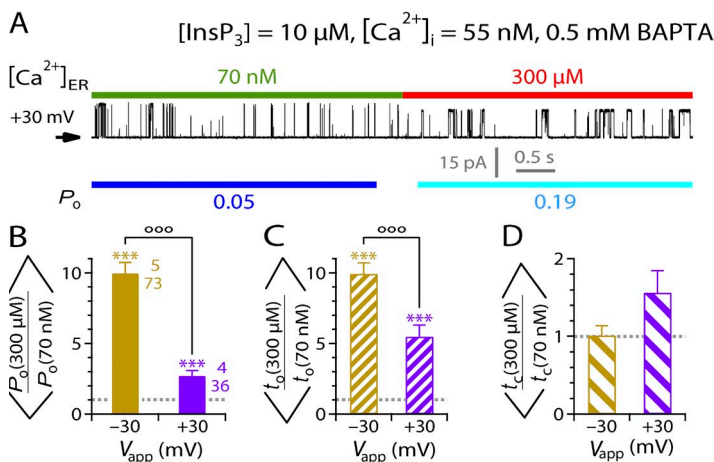 A
[InsP3] = 10 µM, [Ca2+]i = 55 nM, 0.5 mM BAPTA
[Ca2+]ER
70 nM
300 µM
+30 mV
15 pA
0.5 s
Po
0.05
0.19
B
Po(300 µM)
Po(70 nM)
10
5
0
ooo
***
5
73
***
4
36
−30
+30
Vapp (mV)
C
to(300 µM)
to(70 nM)
10
5
0
ooo
***
***
−30
+30
Vapp (mV)
D
tc(300 µM)
tc(70 nM)
2
1
0
−30
+30
Vapp (mV)